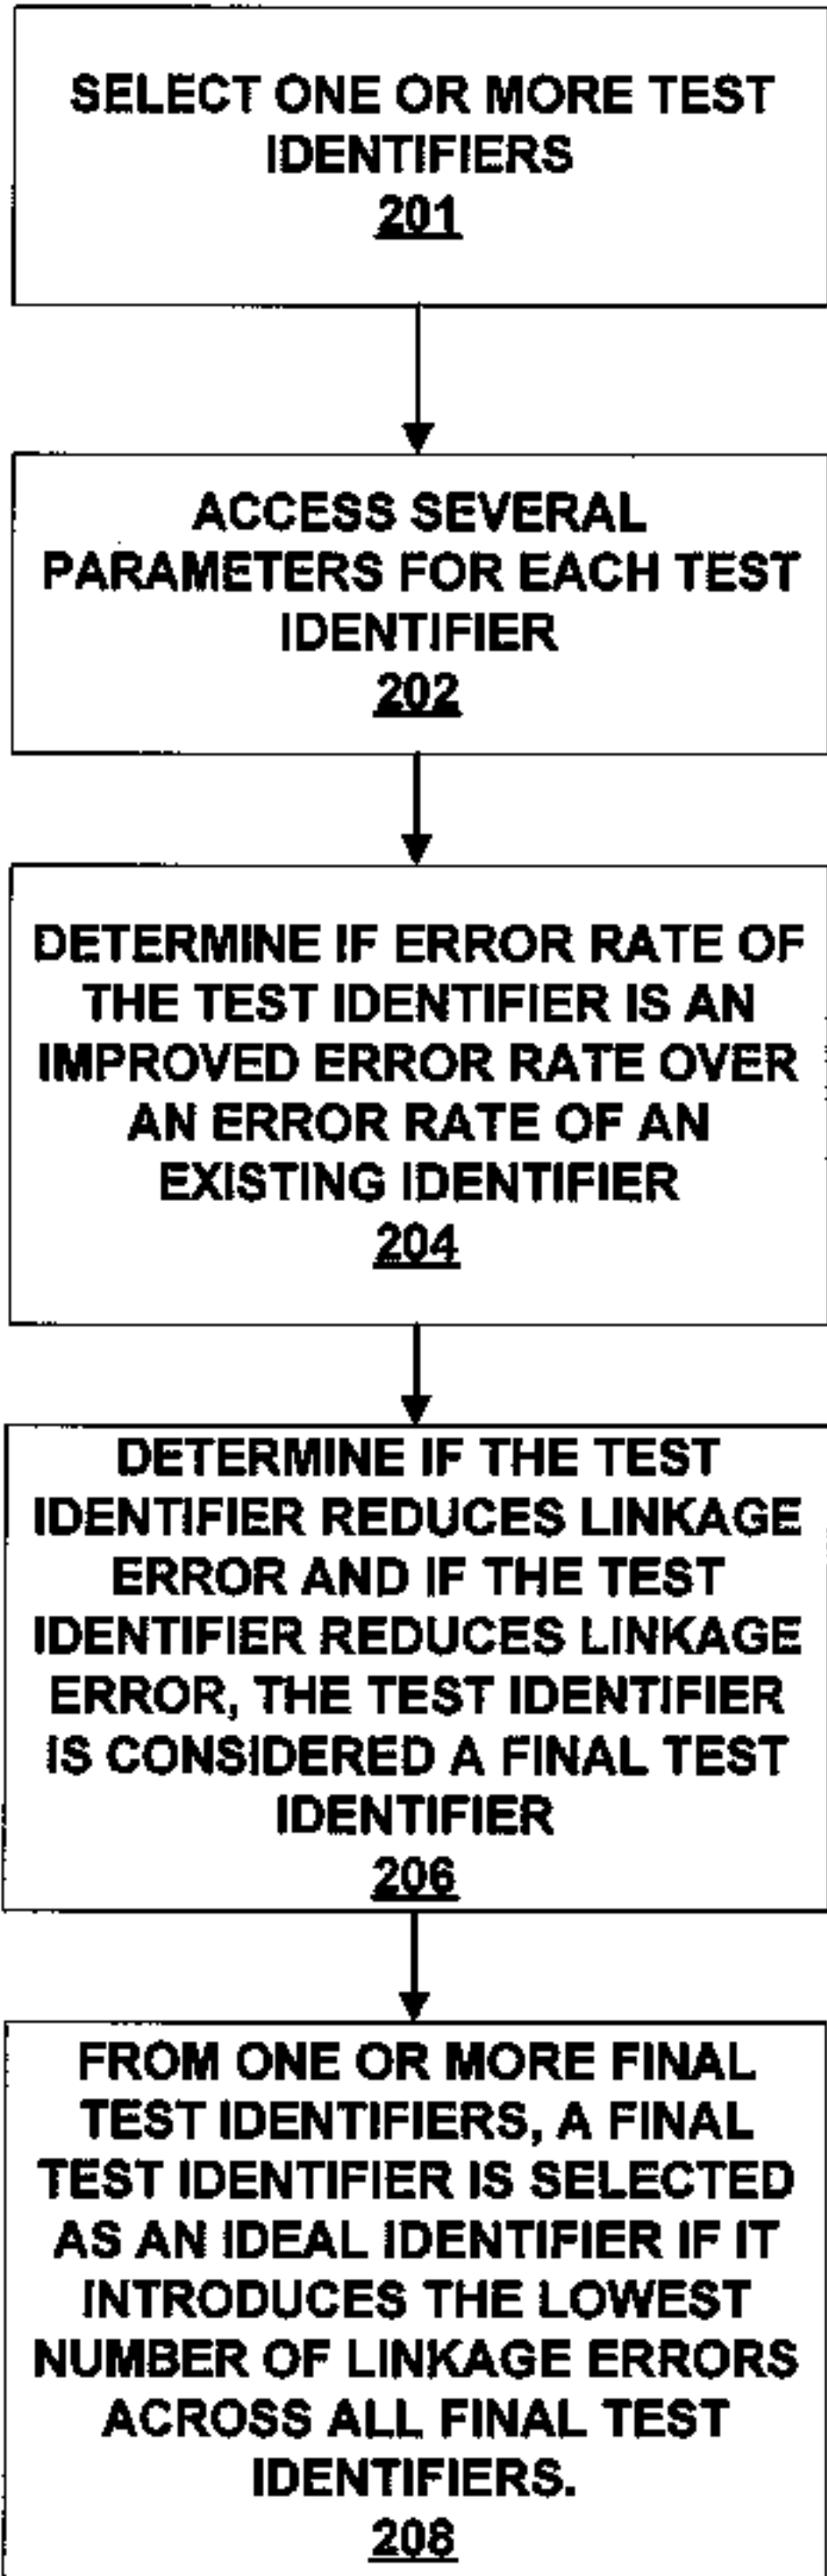 SELECT ONE OR MORE TEST
IDENTIFIERS
201
ACCESS SEVERAL
PARAMETERS FOR EACH TEST
IDENTIFIER
202
DETERMINE IF ERROR RATE OF
THE TEST IDENTIFIER IS AN
IMPROVED ERROR RATE OVER
AN ERROR RATE OF AN
EXISTING IDENTIFIER
204
DETERMINE IF THE TEST
IDENTIFIER REDUCES LINKAGE
ERROR AND IF THE TEST
IDENTIFIER REDUCES LINKAGE
ERROR, THE TEST IDENTIFIER
IS CONSIDERED A FINAL TEST
IDENTIFIER
206
FROM ONE OR MORE FINAL
TEST IDENTIFIERS, A FINAL
TEST IDENTIFIER IS SELECTED
AS AN IDEAL IDENTIFIER IF IT
INTRODUCES THE LOWEST
NUMBER OF LINKAGE ERRORS
ACROSS ALL FINAL TEST
IDENTIFIERS.
208